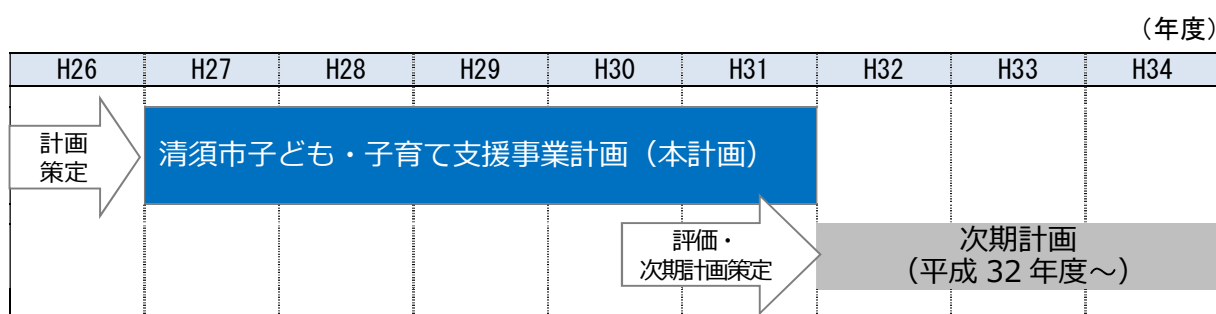 （年度）
H26 H27 H28 H29 H30 H31 H32 H33 H34
計画
策定
清須市子ども・子育て支援事業計画（本計画）
評価・
次期計画策定
次期計画
（平成 32 年度～）